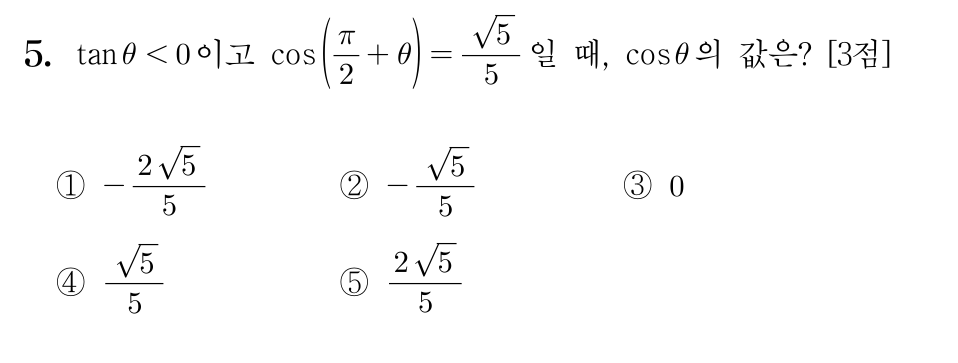 5. tanθ < 0이고 cos(π/2 + θ) = √5/5 일 때, cosθ의 값은? [3점]
① −2√5/5 ② −√5/5 ③ 0
④ √5/5 ⑤ 2√5/5